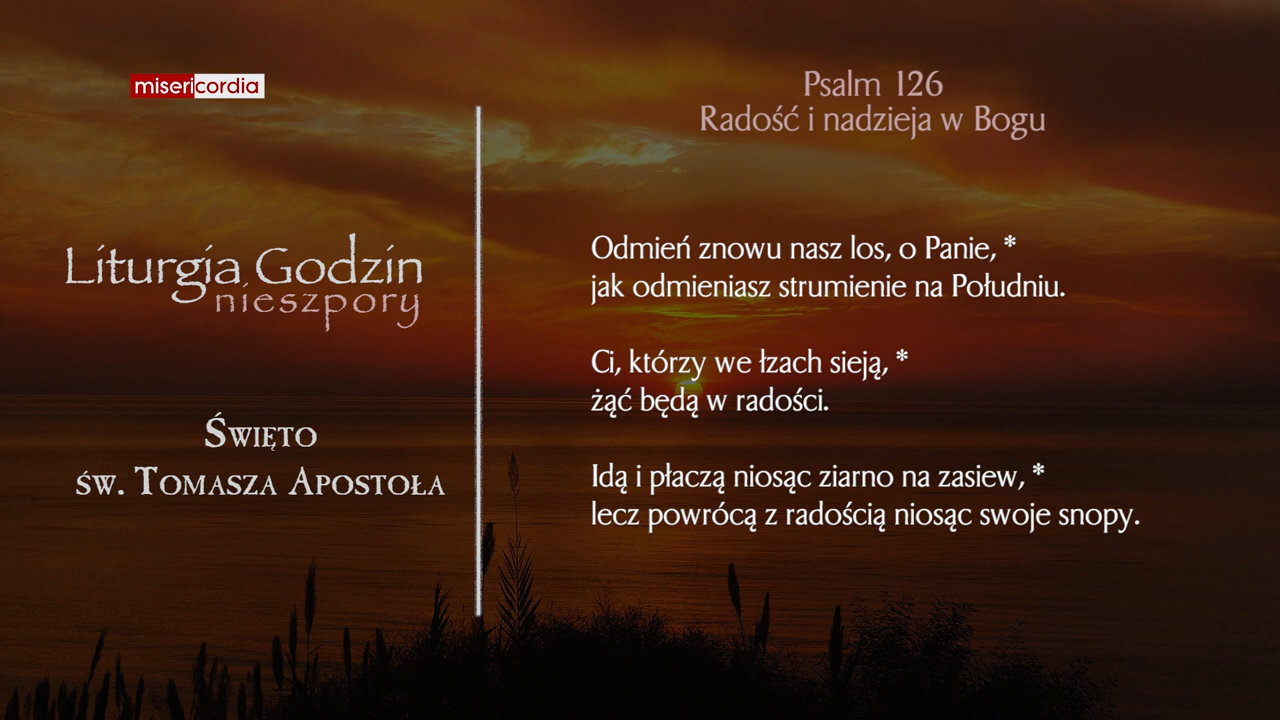 misericordia
Liturgia Godzin
nieszpory
Święto
św. Tomasza Apostoła
Psalm 126
Radość i nadzieja w Bogu
Odmień znowu nasz los, o Panie, *
jak odmieniasz strumienie na Południu.
Ci, którzy we łzach sieją, *
żąć będą w radości.
Idą i płaczą niosąc ziarno na zasiew, *
lecz powrócą z radością niosąc swoje snopy.